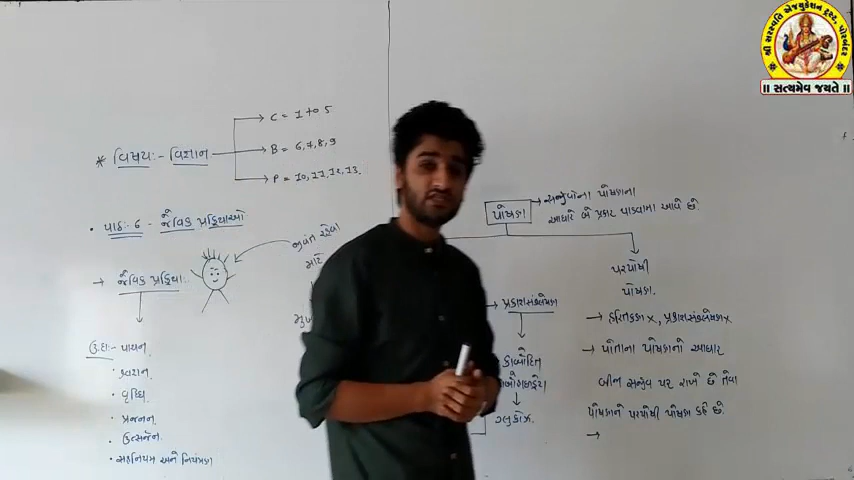 શ્રી સરસ્વતિ એજ્યુકેશન ટ્રસ્ટ, પોરબંદર
|| સત્યમેવ જયતે ||
* વિષય:- વિજ્ઞાન
C = 1 to 5
B = 6,7,8,9
P = 10,11,12,13.
• પાઠ:- 6 - જૈવિક પ્રક્રિયાઓ
→ જૈવિક પ્રક્રિયા:
જીવંત રહેવા
માટે
ઉદા:- પાચન
• શ્વસન
• વૃદ્ધિ
• પ્રજનન
• ઉત્સર્જન
• સહનિયમ અને નિયંત્રણ
પોષણ → સજીવોના પોષણના
આધારે બે પ્રકાર પાડવામાં આવે છે
→ પ્રકાશસંશ્લેષણ
ગ્લુકોઝ.
પરપોષી
પોષણ.
→ હરિતકણ x, પ્રકાશસંશ્લેષણ x
→ પોતાના પોષણનો આધાર
બીજા સજીવ પર રાખે છે તેવા
પોષણને પરપોષી પોષણ કહે છે.
→